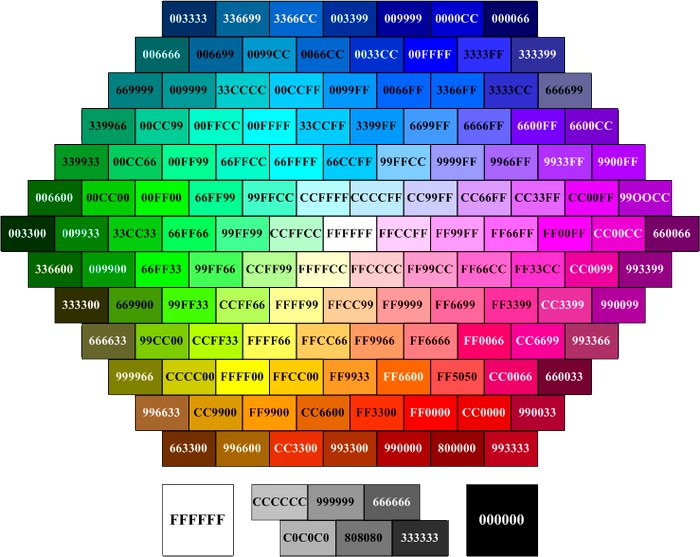 003333 336699 3366CC 003399 009999 0000CC 000066
006666 006699 0099CC 0066CC 0033CC 00FFFF 3333FF 333399
669999 009999 33CCCC 00CCFF 0099FF 0066FF 3366FF 3333CC 666699
339966 00CC99 00FFCC 00FFFF 33CCFF 3399FF 6699FF 6666FF 6600FF 6600CC
339933 00CC66 00FF99 66FFCC 66FFFF 66CCFF 99FFCC 9999FF 9966FF 9933FF 9900FF
006600 00CC00 00FF00 66FF99 99FFCC CCFFFF CCCCFF CC99FF CC66FF CC33FF CC00FF 99OOCC
003300 009933 33CC33 66FF66 99FF99 CCFFCC FFFFFF FFCCFF FF99FF FF66FF FF00FF CC00CC 660066
336600 009900 66FF33 99FF66 CCFF99 FFFFCC FFCCCC FF99CC FF66CC FF33CC CC0099 993399
333300 669900 99FF33 CCFF66 FFFF99 FFCC99 FF9999 FF6699 FF3399 CC3399 990099
666633 99CC00 CCFF33 FFFF66 FFCC66 FF9966 FF6666 FF0066 CC6699 993366
999966 CCCC00 FFFF00 FFCC00 FF9933 FF6600 FF5050 CC0066 660033
996633 CC9900 FF9900 CC6600 FF3300 FF0000 CC0000 990033
663300 996600 CC3300 993300 990000 800000 993333
CCCCCC 999999 666666
FFFFFF 000000
C0C0C0 808080 333333